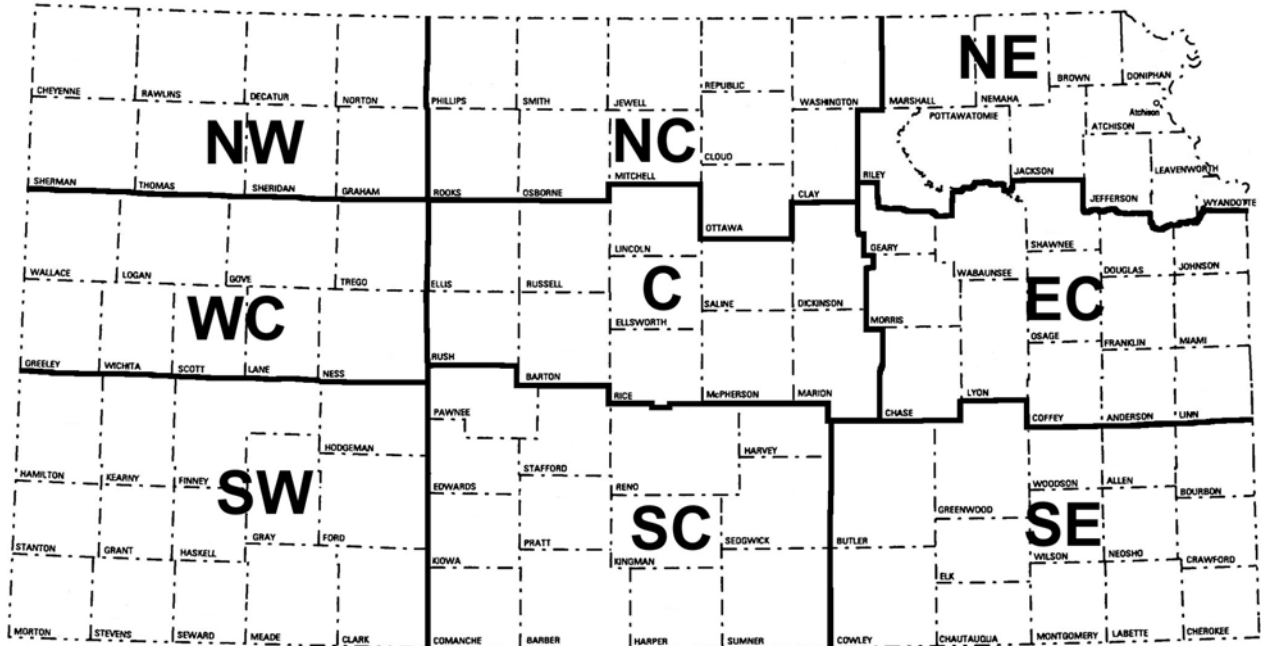 NE
CHEYENNE RAWLINS DECATUR NORTON PHILLIPS SMITH JEWELL REPUBLIC WASHINGTON MARSHALL NEMAHA BROWN DONIPHAN
Atchison
POTTAWATOMIE
ATCHISON
NW NC
CLOUD
SHERMAN THOMAS SHERIDAN GRAHAM ROOKS OSBORNE MITCHELL CLAY RILEY JACKSON LEAVENWORTH
JEFFERSON WYANDOTTE
OTTAWA
LINCOLN GEARY SHAWNEE
WALLACE LOGAN GOVE TREGO ELLIS RUSSELL WABAUNSEE DOUGLAS JOHNSON
WC C EC
SALINE DICKINSON
ELLSWORTH MORRIS
OSAGE FRANKLIN MIAMI
GREELEY WICHITA SCOTT LANE NESS RUSH BARTON
RICE McPHERSON MARION CHASE LYON
PAWNEE COFFEY ANDERSON LINN
HODGEMAN HARVEY
HAMILTON KEARNY FINNEY STAFFORD
EDWARDS RENO WOODSON ALLEN BOURBON
SW SC SE
GREENWOOD
STANTON GRANT HASKELL GRAY FORD PRATT SEDGWICK BUTLER
KIOWA KINGMAN WILSON NEOSHO CRAWFORD
ELK
MORTON STEVENS SEWARD MEADE CLARK COMANCHE BARBER HARPER SUMNER COWLEY CHAUTAUQUA MONTGOMERY LABETTE CHEROKEE